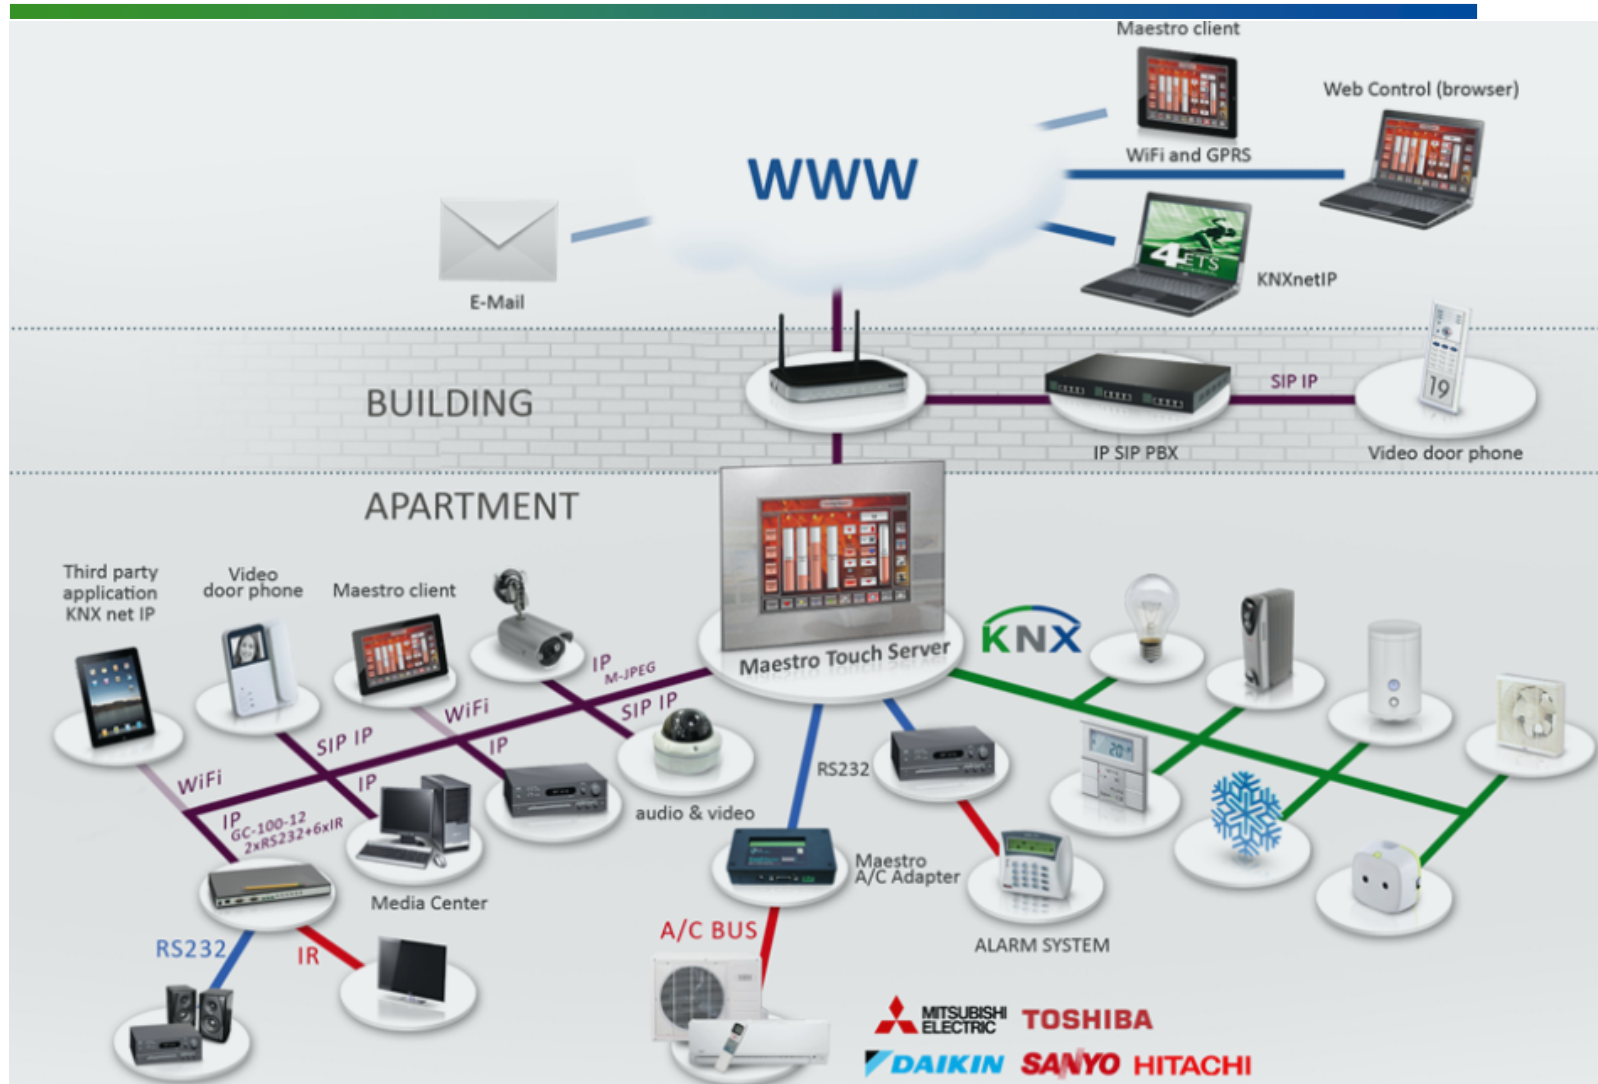 Maestro client
Web Control (browser)
WWW
WiFi and GPRS
4
ETS
KNXnetIP
E-Mail
BUILDING
SIP IP
19
IP SIP PBX
Video door phone
APARTMENT
Third party
application
KNX net IP
Video
door phone
Maestro client
KNX
Maestro Touch Server
IP
M-JPEG
WiFi
SIP IP
SIP IP
IP
WiFi
IP
RS232
IP
GC-100-12
2xRS232+6xIR
audio & video
Maestro
A/C Adapter
Media Center
RS232
IR
A/C BUS
ALARM SYSTEM
MITSUBISHI
ELECTRIC
TOSHIBA
DAIKIN
SANYO
HITACHI